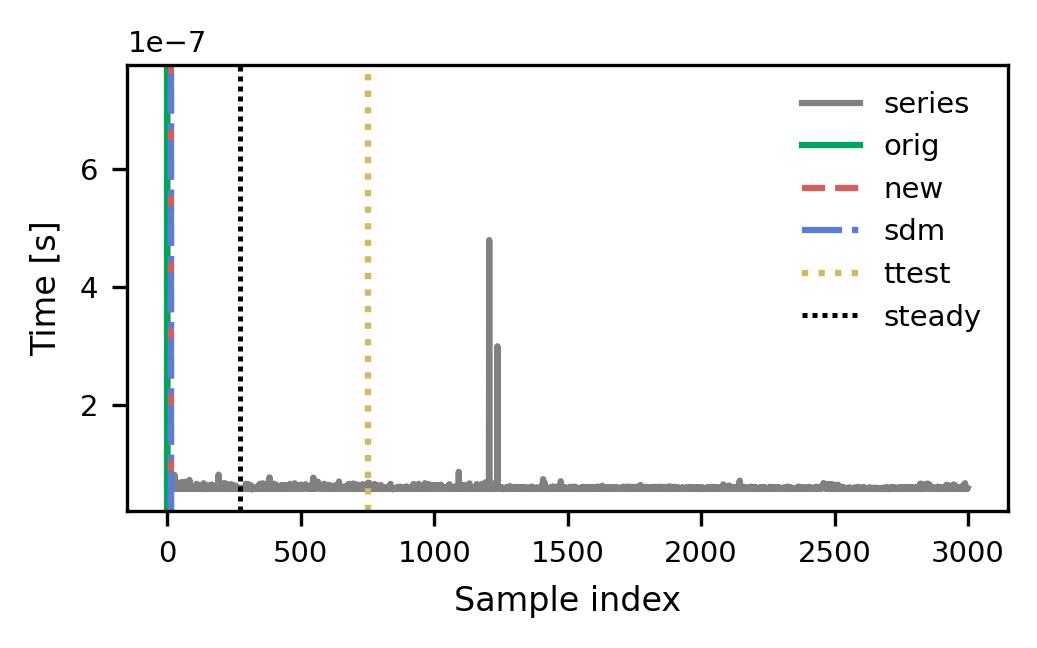 1e−7
6
4
2
Time [s]
series
orig
new
sdm
ttest
steady
0 500 1000 1500 2000 2500 3000
Sample index